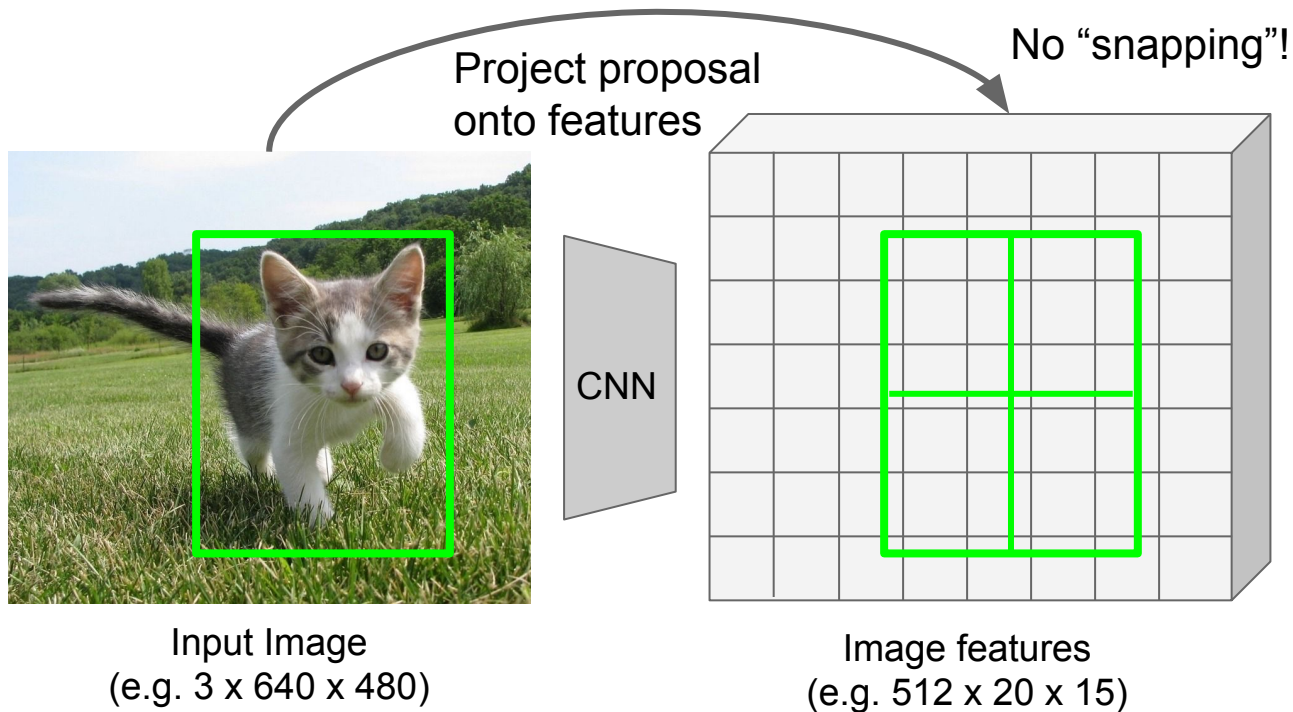 Project proposal
onto features
No “snapping”!
CNN
Input Image
(e.g. 3 x 640 x 480)
Image features
(e.g. 512 x 20 x 15)